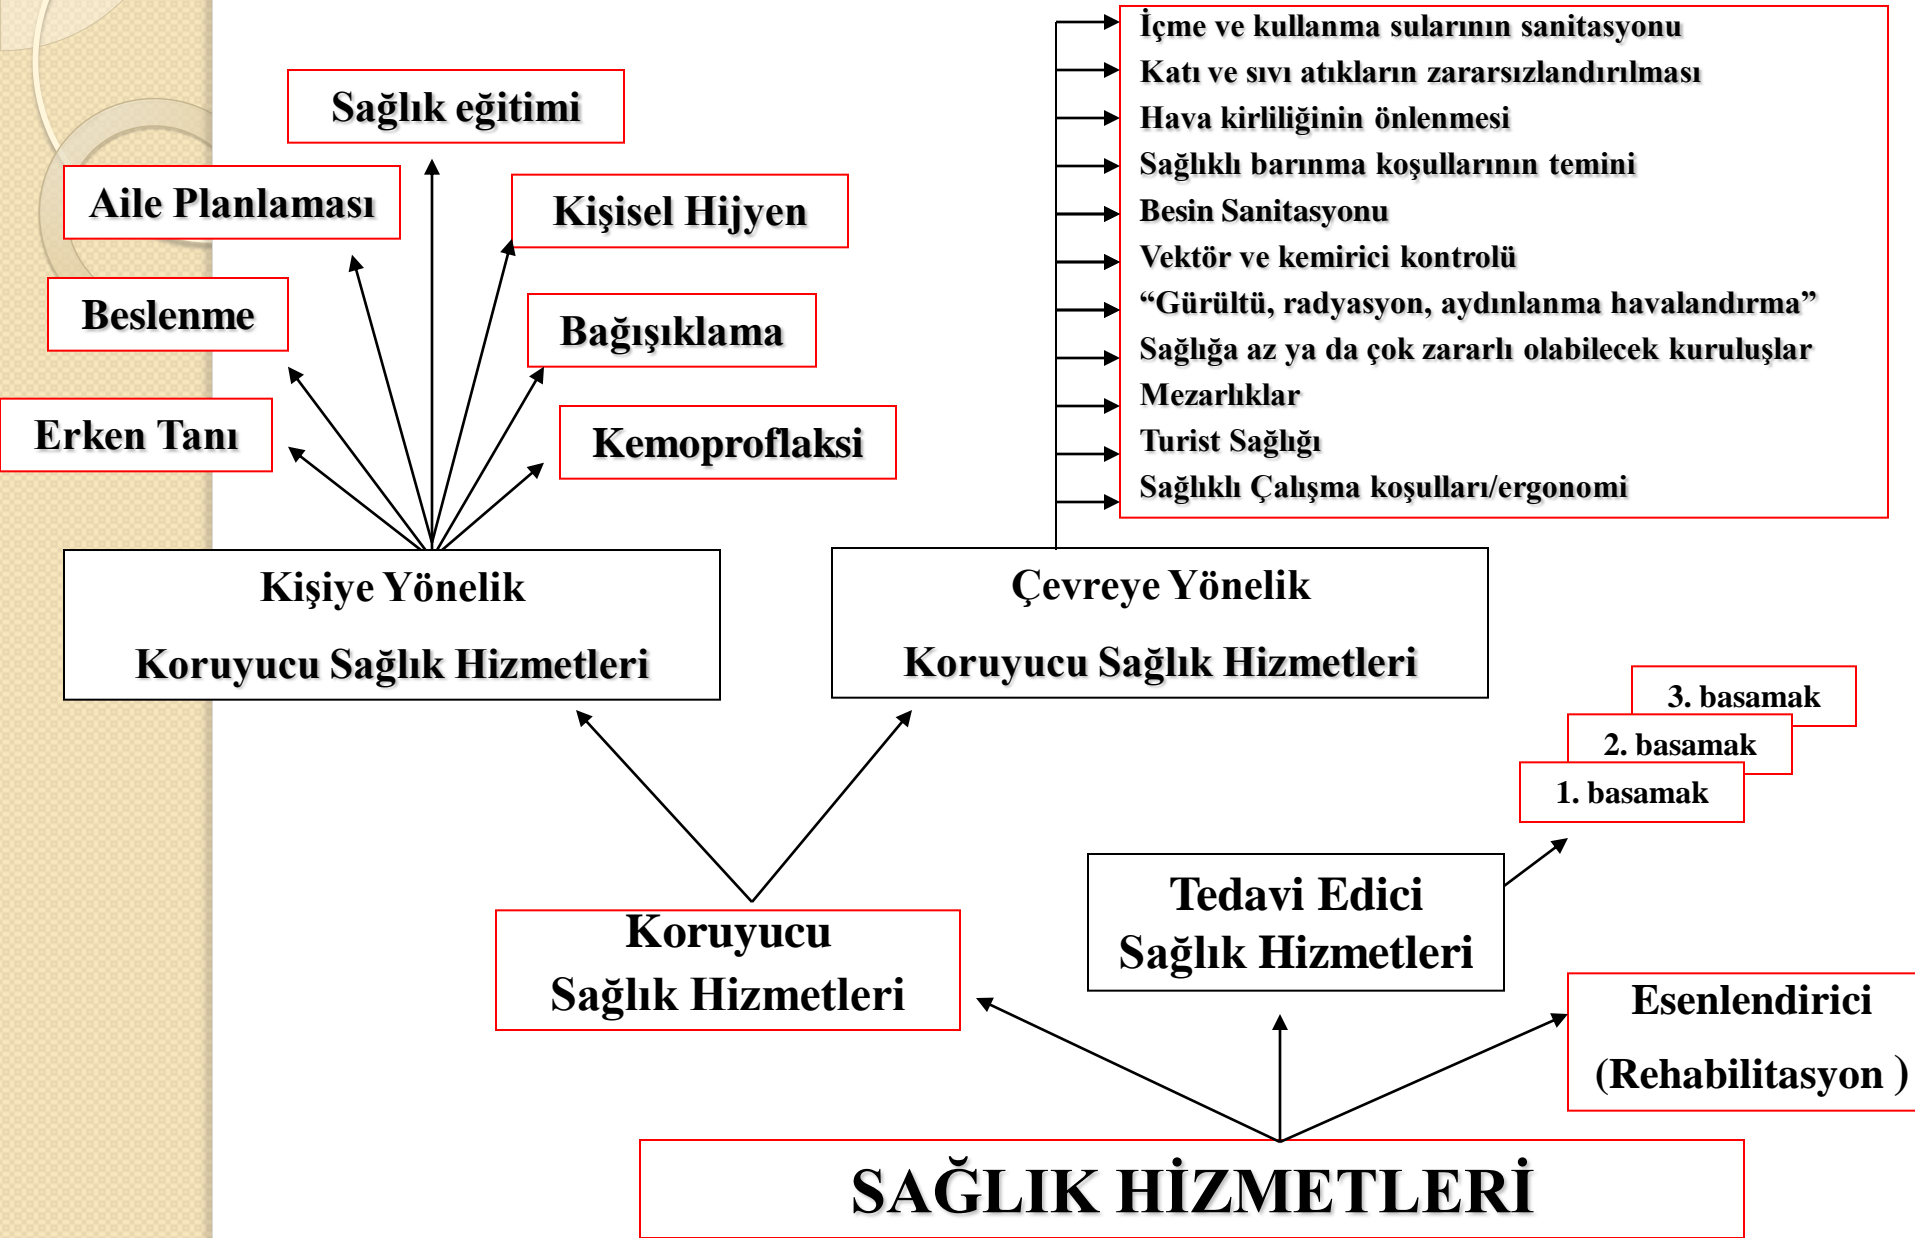 İçme ve kullanma sularının sanitasyonu
Katı ve sıvı atıkların zararsızlandırılması
Hava kirliliğinin önlenmesi
Sağlıklı barınma koşullarının temini
Besin Sanitasyonu
Vektör ve kemirici kontrolü
“Gürültü, radyasyon, aydınlanma havalandırma”
Sağlığa az ya da çok zararlı olabilecek kuruluşlar
Mezarlıklar
Turist Sağlığı
Sağlıklı Çalışma koşulları/ergonomi
Sağlık eğitimi
Aile Planlaması
Kişisel Hijyen
Beslenme
Bağışıklama
Erken Tanı
Kemoproflaksi
Kişiye Yönelik
Koruyucu Sağlık Hizmetleri
Çevreye Yönelik
Koruyucu Sağlık Hizmetleri
3. basamak
2. basamak
1. basamak
Koruyucu
Sağlık Hizmetleri
Tedavi Edici
Sağlık Hizmetleri
Esenlendirici
(Rehabilitasyon )
SAĞLIK HİZMETLERİ